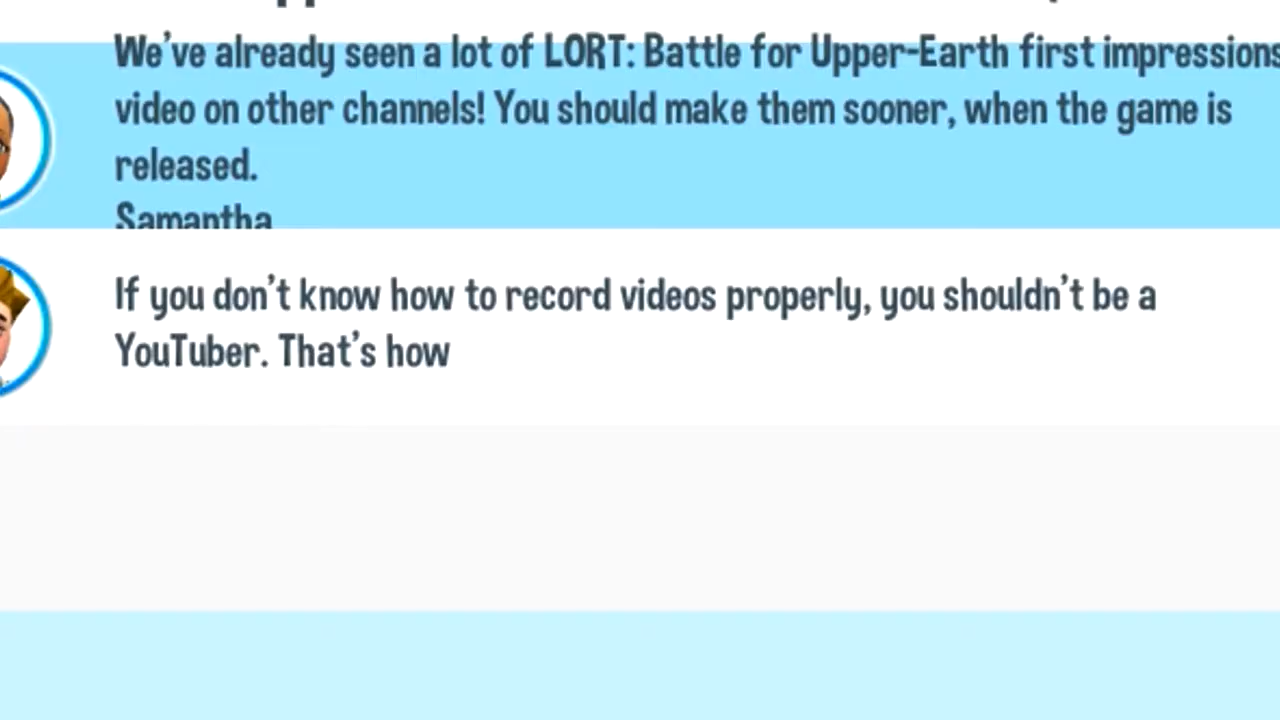 We've already seen a lot of LORT: Battle for Upper-Earth first impressions
video on other channels! You should make them sooner, when the game is
released.
Samantha
If you don't know how to record videos properly, you shouldn't be a
YouTuber. That's how